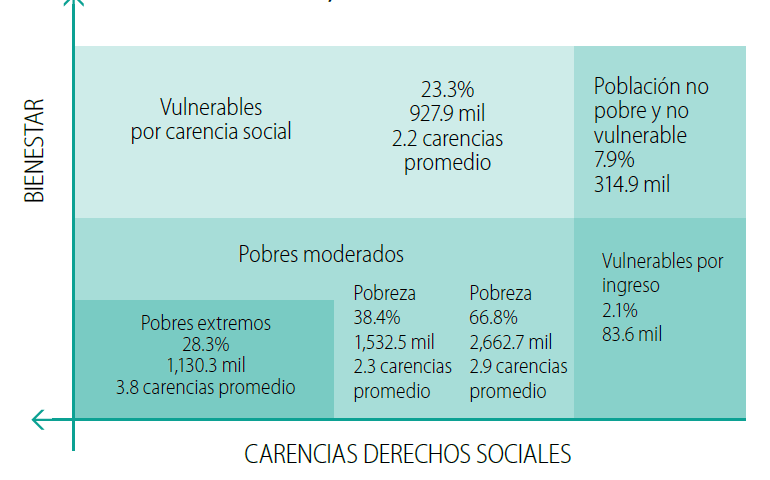 BIENESTAR
Vulnerables
por carencia social
23.3%
927.9 mil
2.2 carencias
promedio
Población no
pobre y no
vulnerable
7.9%
314.9 mil
Pobres moderados
Pobres extremos
28.3%
1,130.3 mil
3.8 carencias promedio
Pobreza
38.4%
1,532.5 mil
2.3 carencias
promedio
Pobreza
66.8%
2,662.7 mil
2.9 carencias
promedio
Vulnerables por
ingreso
2.1%
83.6 mil
CARENCIAS DERECHOS SOCIALES